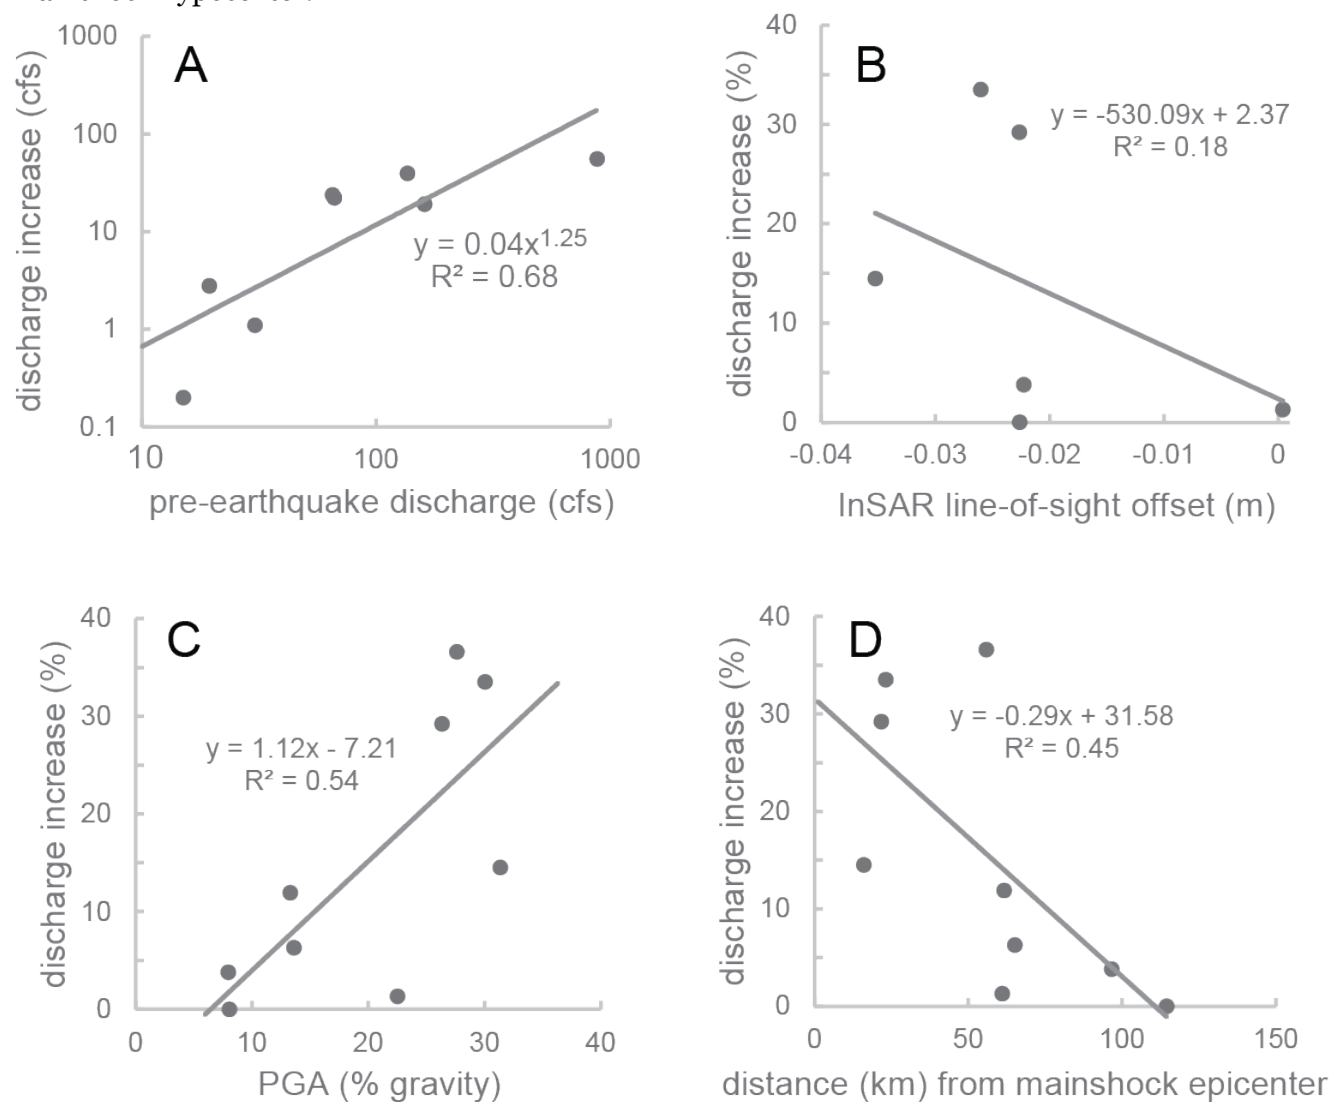 1000
A
100
10
1
0.1
10
100
1000
discharge increase (cfs)
y = 0.04x^1.25
R² = 0.68
pre-earthquake discharge (cfs)
40
B
30
20
10
0
-0.04
-0.03
-0.02
-0.01
0
discharge increase (%)
y = -530.09x + 2.37
R² = 0.18
InSAR line-of-sight offset (m)
40
C
30
20
10
0
0
10
20
30
40
discharge increase (%)
y = 1.12x - 7.21
R² = 0.54
PGA (% gravity)
40
D
30
20
10
0
0
50
100
150
discharge increase (%)
y = -0.29x + 31.58
R² = 0.45
distance (km) from mainshock epicenter